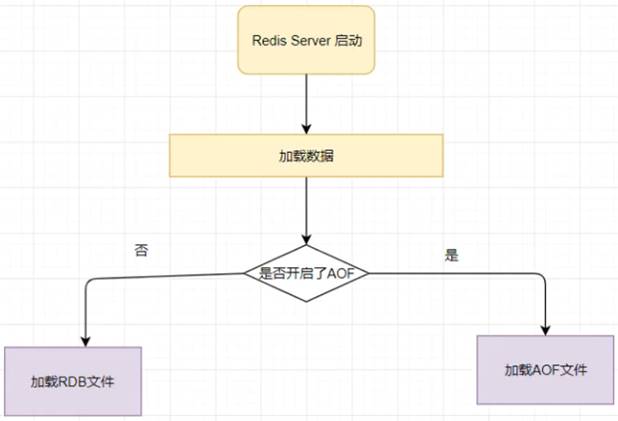 Redis Server 启动
加载数据
否
是
是否开启了AOF
加载RDB文件
加载AOF文件